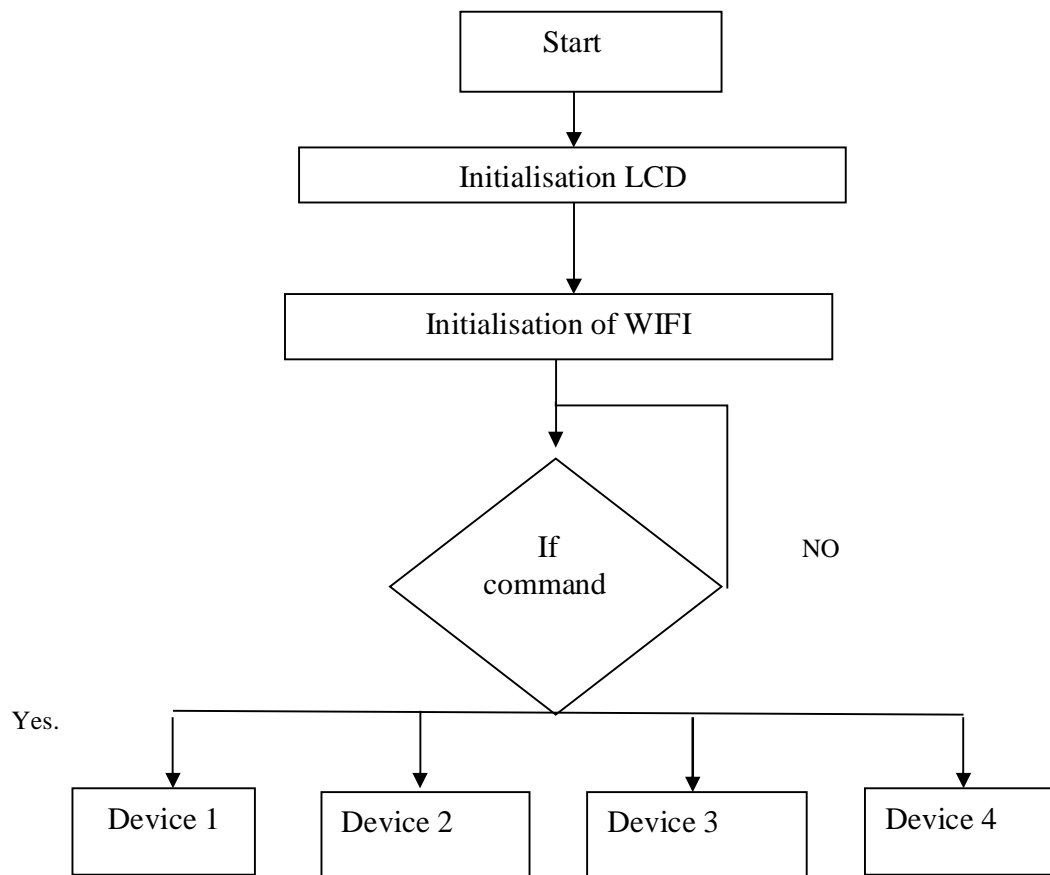 Start
Initialisation LCD
Initialisation of WIFI
If
command
NO
Yes.
Device 1
Device 2
Device 3
Device 4